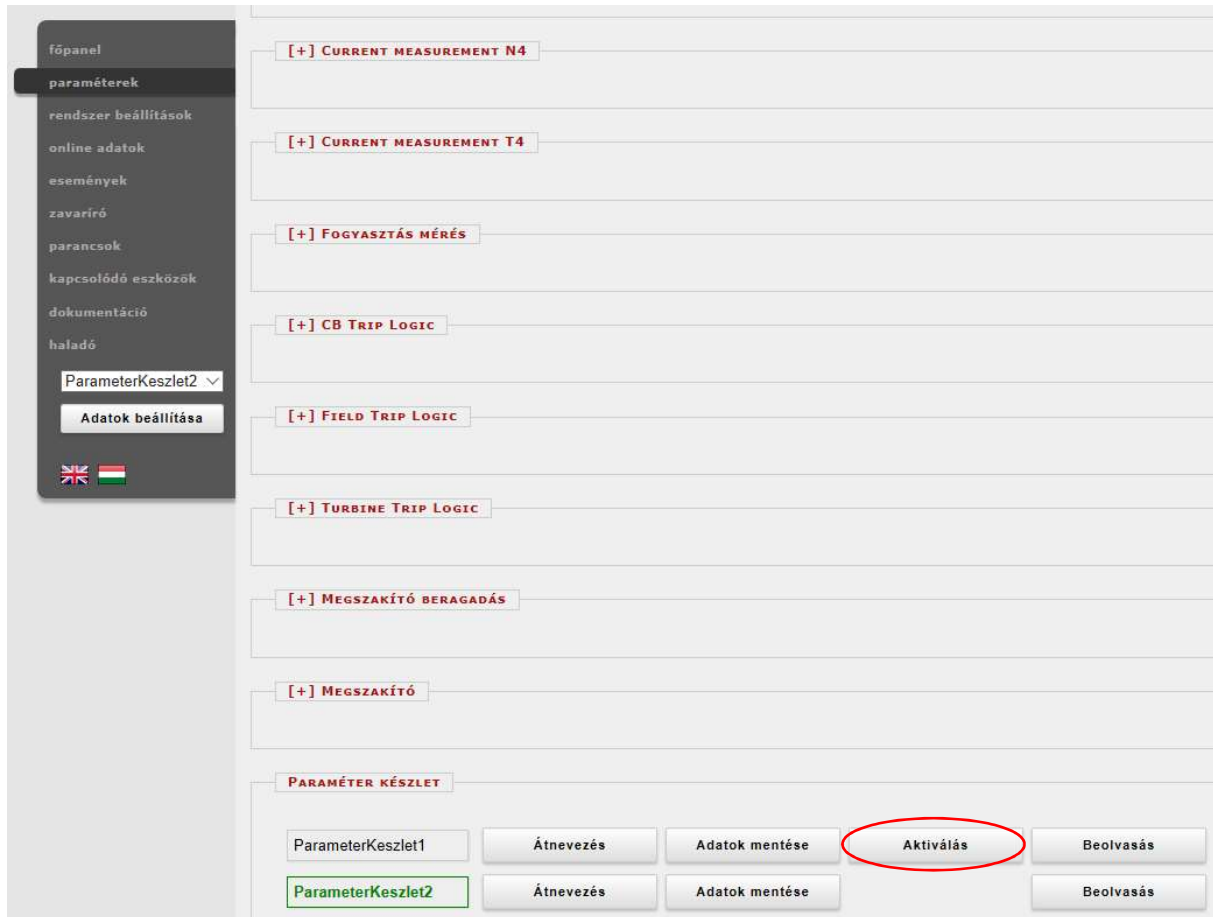 főpanel
paraméterek
rendszer beállítások
online adatok
események
zavaríró
parancsok
kapcsolódó eszközök
dokumentáció
haladó
ParameterKeszlet2
Adatok beállítása
[+] Current measurement N4
[+] Current measurement T4
[+] Fogyasztás mérés
[+] CB Trip Logic
[+] Field Trip Logic
[+] Turbine Trip Logic
[+] Megszakító beragadás
[+] Megszakító
Paraméter készlet
ParameterKeszlet1 Átnevezés Adatok mentése Aktiválás Beolvasás
ParameterKeszlet2 Átnevezés Adatok mentése Beolvasás